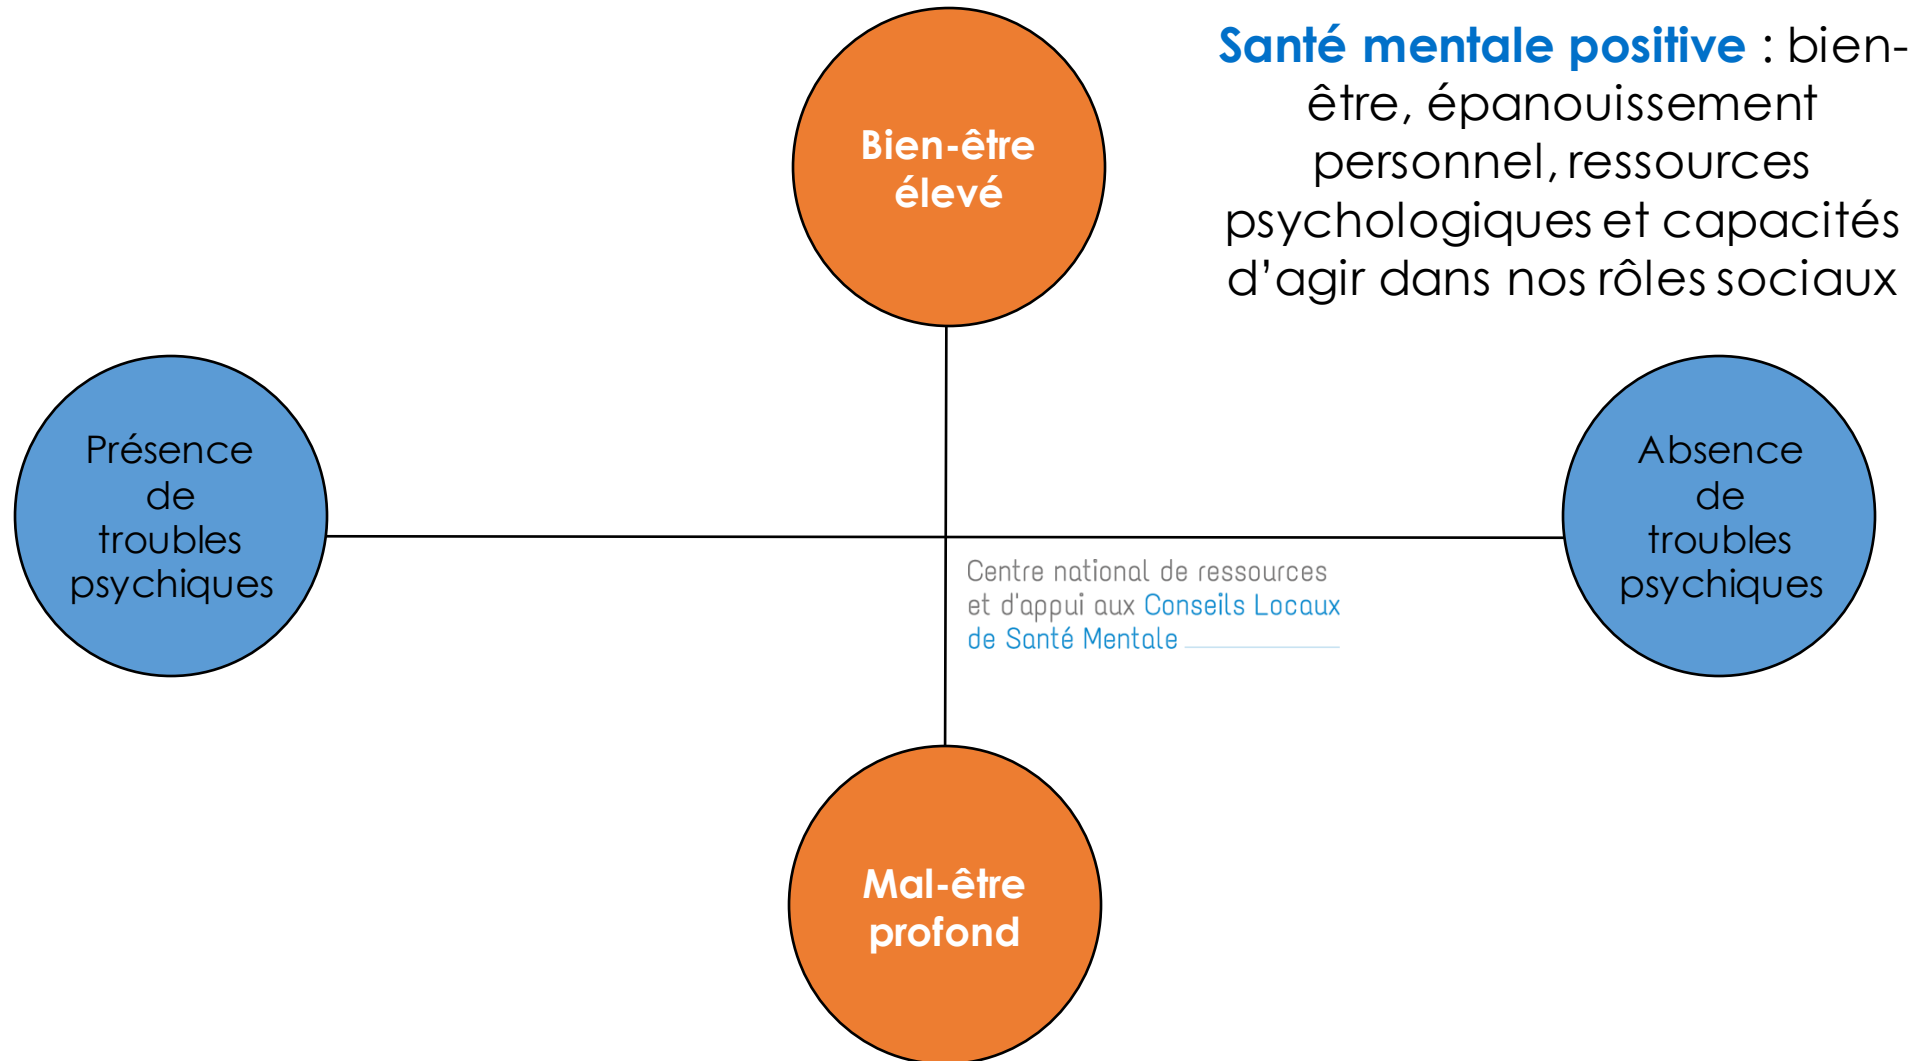 Santé mentale positive : bien-
être, épanouissement
personnel, ressources
psychologiques et capacités
d’agir dans nos rôles sociaux
Bien-être
élevé
Présence
de
troubles
psychiques
Absence
de
troubles
psychiques
Centre national de ressources
et d'appui aux Conseils Locaux
de Santé Mentale
Mal-être
profond